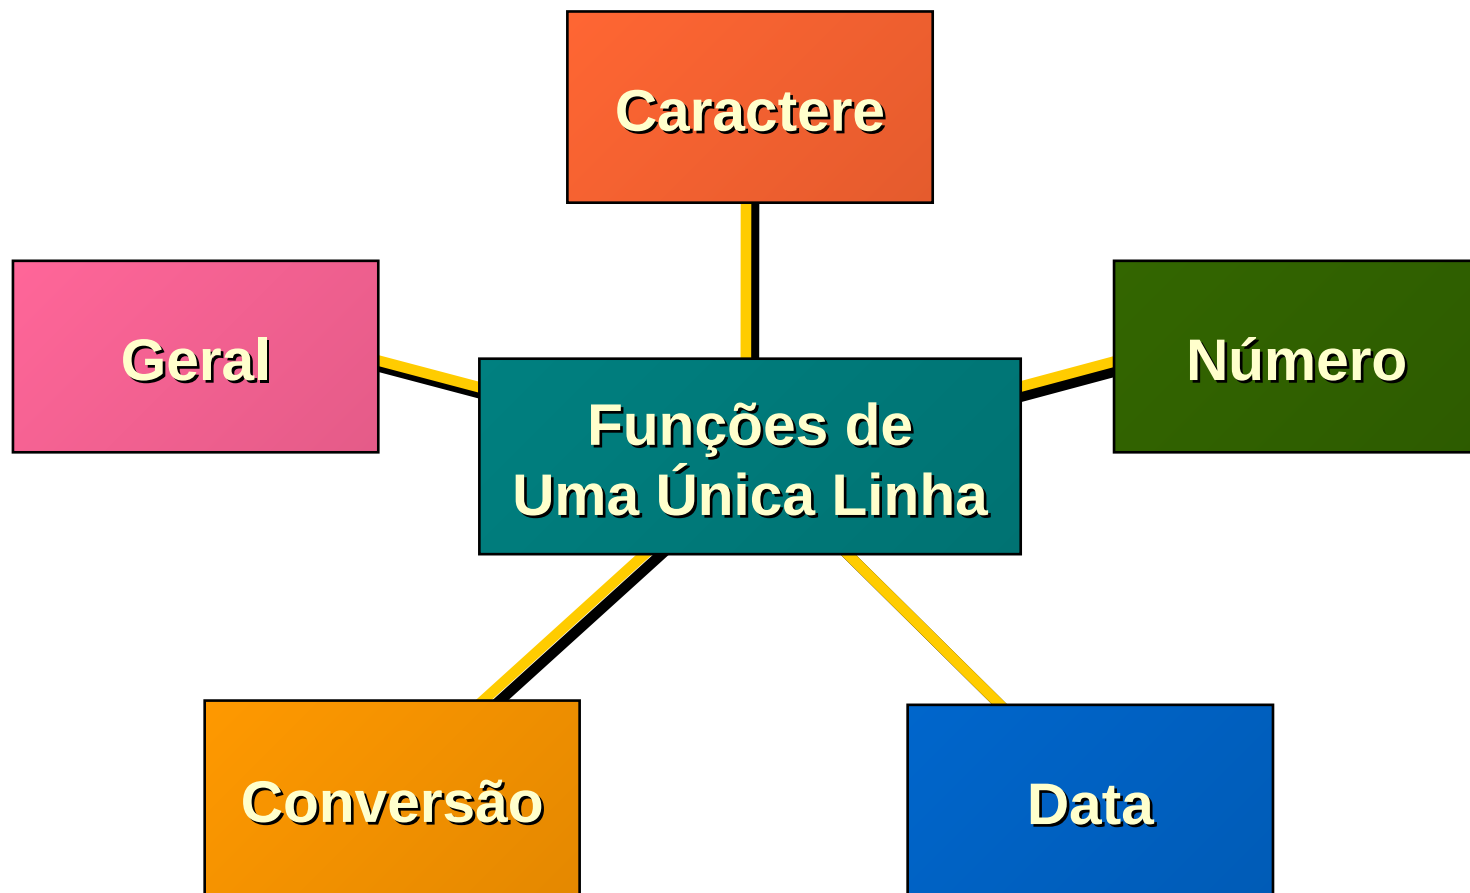 Caractere
Geral
Número
Funções de
Uma Única Linha
Conversão
Data